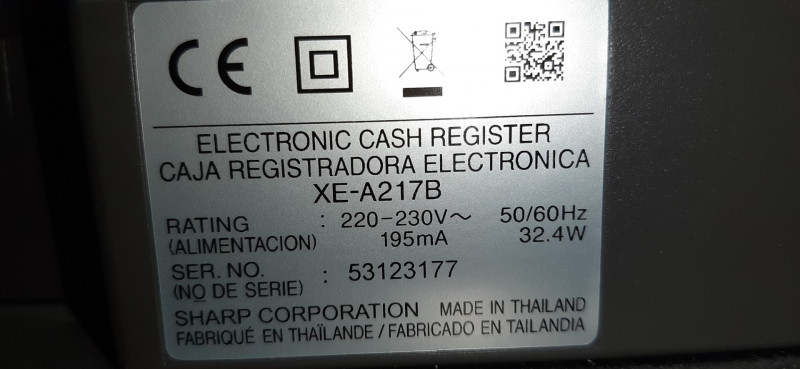 CE
ELECTRONIC CASH REGISTER
CAJA REGISTRADORA ELECTRONICA
XE-A217B
RATING : 220-230V~ 50/60Hz
(ALIMENTACION) 195mA 32.4W
SER. NO. : 53123177
(NO DE SERIE)
SHARP CORPORATION MADE IN THAILAND
FABRIQUÉ EN THAÏLANDE / FABRICADO EN TAILANDIA